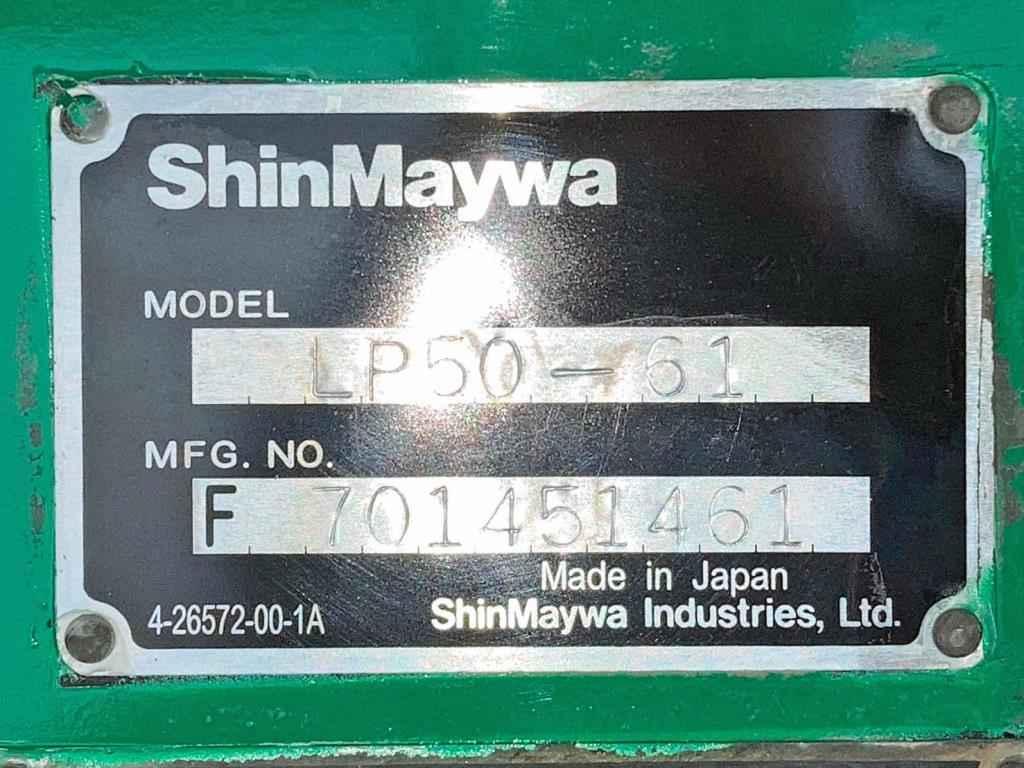 ShinMaywa
MODEL
LP50-61
MFG. NO.
F 701451461
Made in Japan
4-26572-00-1A ShinMaywa Industries, Ltd.